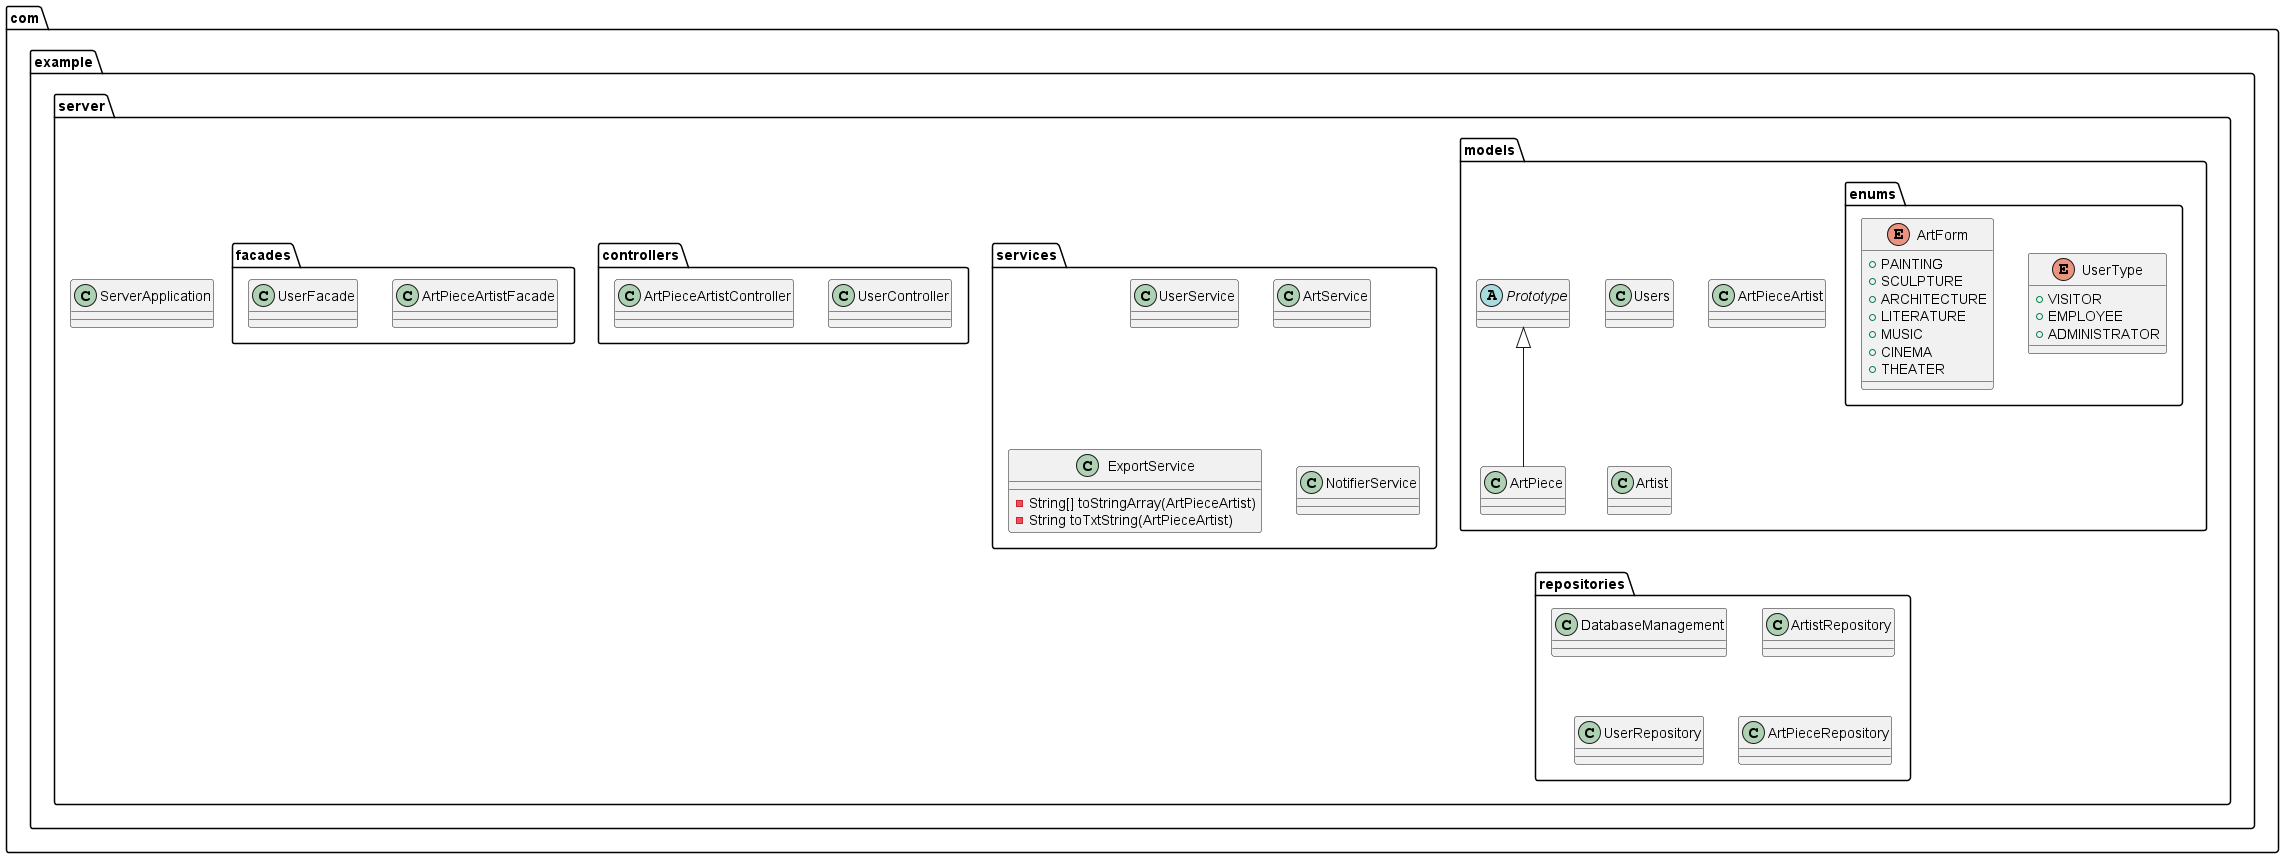 com
example
server
models
enums
E ArtForm
PAINTING
SCULPTURE
ARCHITECTURE
LITERATURE
MUSIC
CINEMA
THEATER
E UserType
VISITOR
EMPLOYEE
ADMINISTRATOR
facades
controllers
services
C ServerApplication
C UserFacade
C ArtPieceArtistFacade
C ArtPieceArtistController
C UserController
C UserService
C ArtService
A Prototype
C Users
C ArtPieceArtist
C ExportService
String[] toStringArray(ArtPieceArtist)
String toTxtString(ArtPieceArtist)
C NotifierService
C ArtPiece
C Artist
repositories
C DatabaseManagement
C ArtistRepository
C UserRepository
C ArtPieceRepository